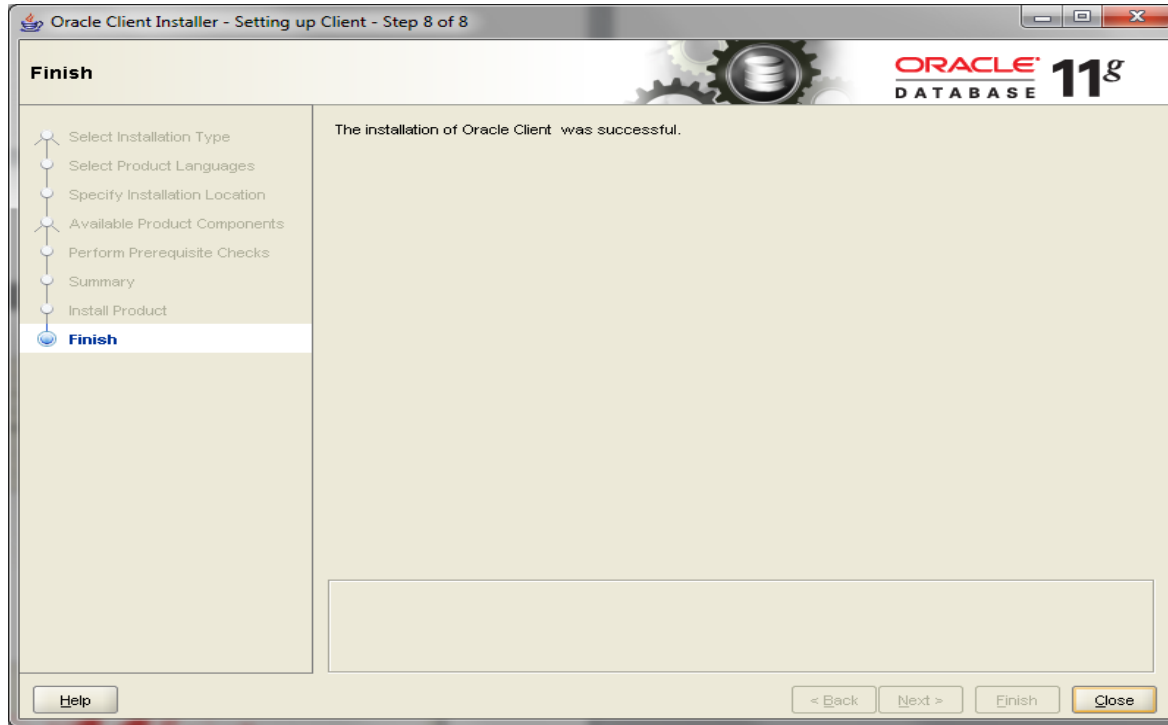 Oracle Client Installer - Setting up Client - Step 8 of 8
Finish
ORACLE
DATABASE
11g
Select Installation Type
Select Product Languages
Specify Installation Location
Available Product Components
Perform Prerequisite Checks
Summary
Install Product
Finish
The installation of Oracle Client was successful.
Help
< Back
Next >
Finish
Close